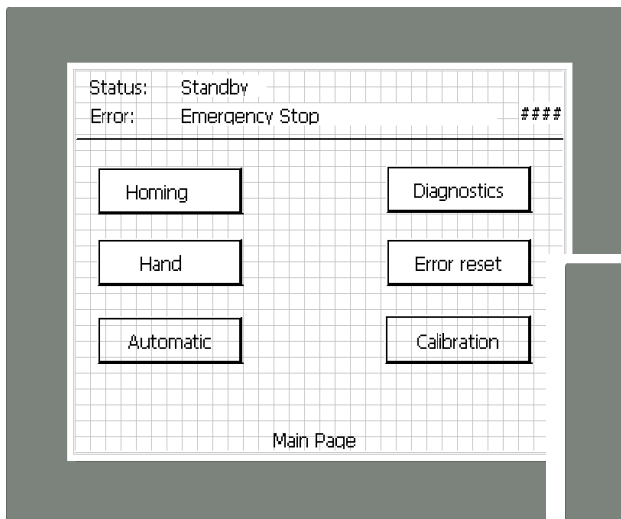 Status: Standby
Error: Emergency Stop ####
Homing Diagnostics
Hand Error reset
Automatic Calibration
Main Page